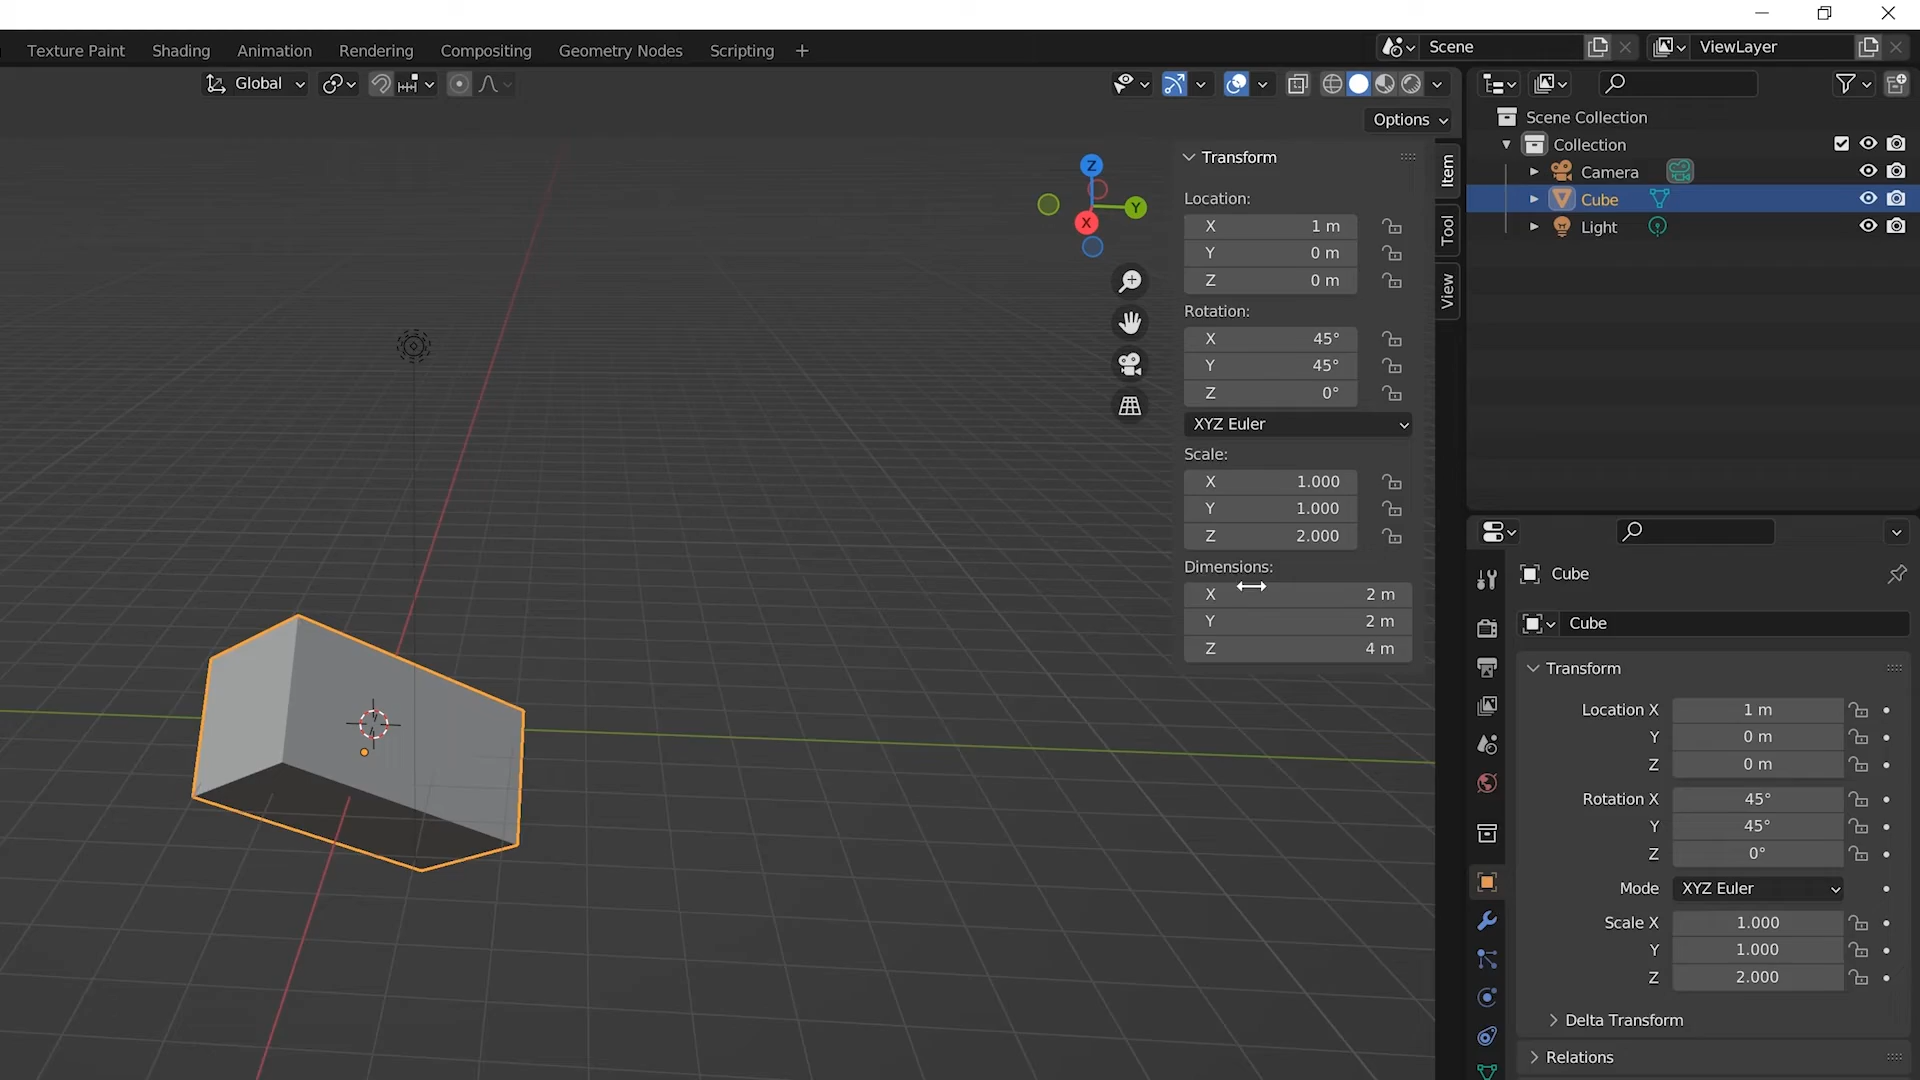 Texture Paint Shading Animation Rendering Compositing Geometry Nodes Scripting +
Scene
ViewLayer
Global
Options
Z
Y
X
Item
Tool
View
Transform
Location:
X 1 m
Y 0 m
Z 0 m
Rotation:
X 45°
Y 45°
Z 0°
XYZ Euler
Scale:
X 1.000
Y 1.000
Z 2.000
Dimensions:
X 2 m
Y 2 m
Z 4 m
Scene Collection
Collection
Camera
Cube
Light
Cube
Cube
Transform
Location X 1 m
Y 0 m
Z 0 m
Rotation X 45°
Y 45°
Z 0°
Mode XYZ Euler
Scale X 1.000
Y 1.000
Z 2.000
Delta Transform
Relations